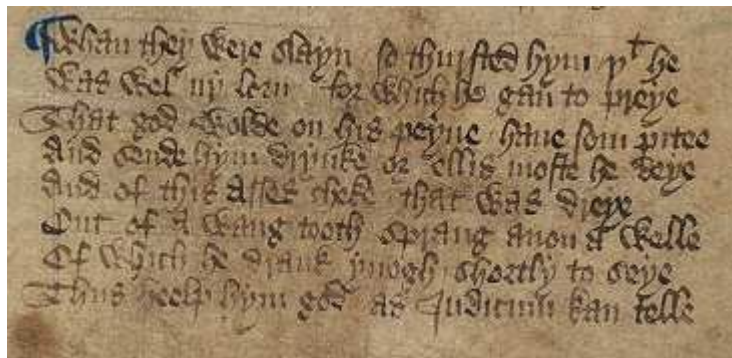 ¶Whan they were slayn so thursted hym þͭ he
Was wel ny lorn / for which he gan to preye
That god wolde on his peyne / haue som pitee
And sende hym drynke or ellis moste he deye
And of this asses cheke / that was dreye
Out of a wang tooth sprang anon a welle
Of which he drank ynogh / shortly to seye
Thus heelp hym god / as Judicum kan telle